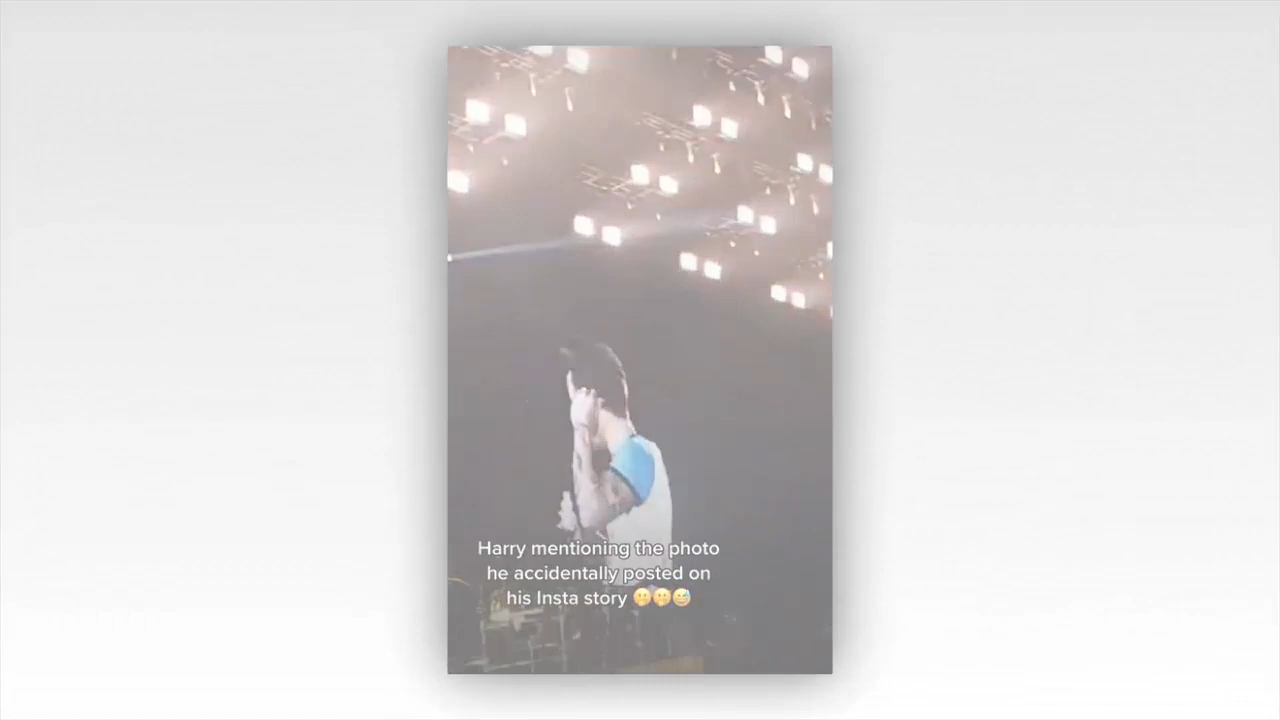 Harry mentioning the photo
he accidentally posted on
his Insta story 🫢🫢😅